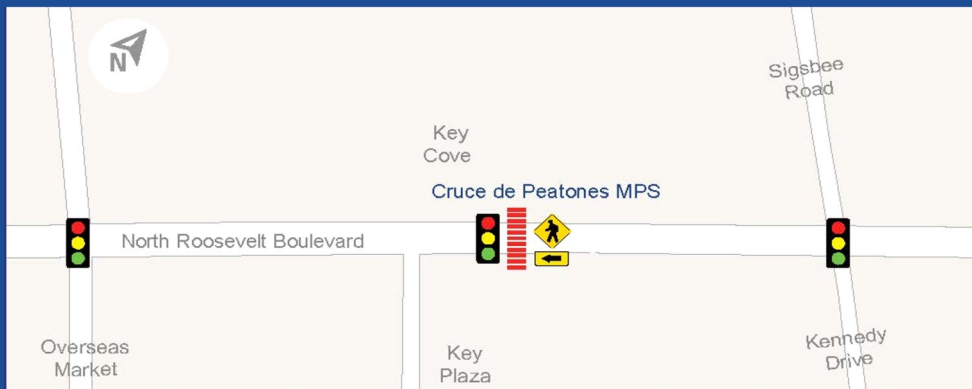 N
Sigsbee
Road
Key
Cove
Cruce de Peatones MPS
North Roosevelt Boulevard
Overseas
Market
Key
Plaza
Kennedy
Drive